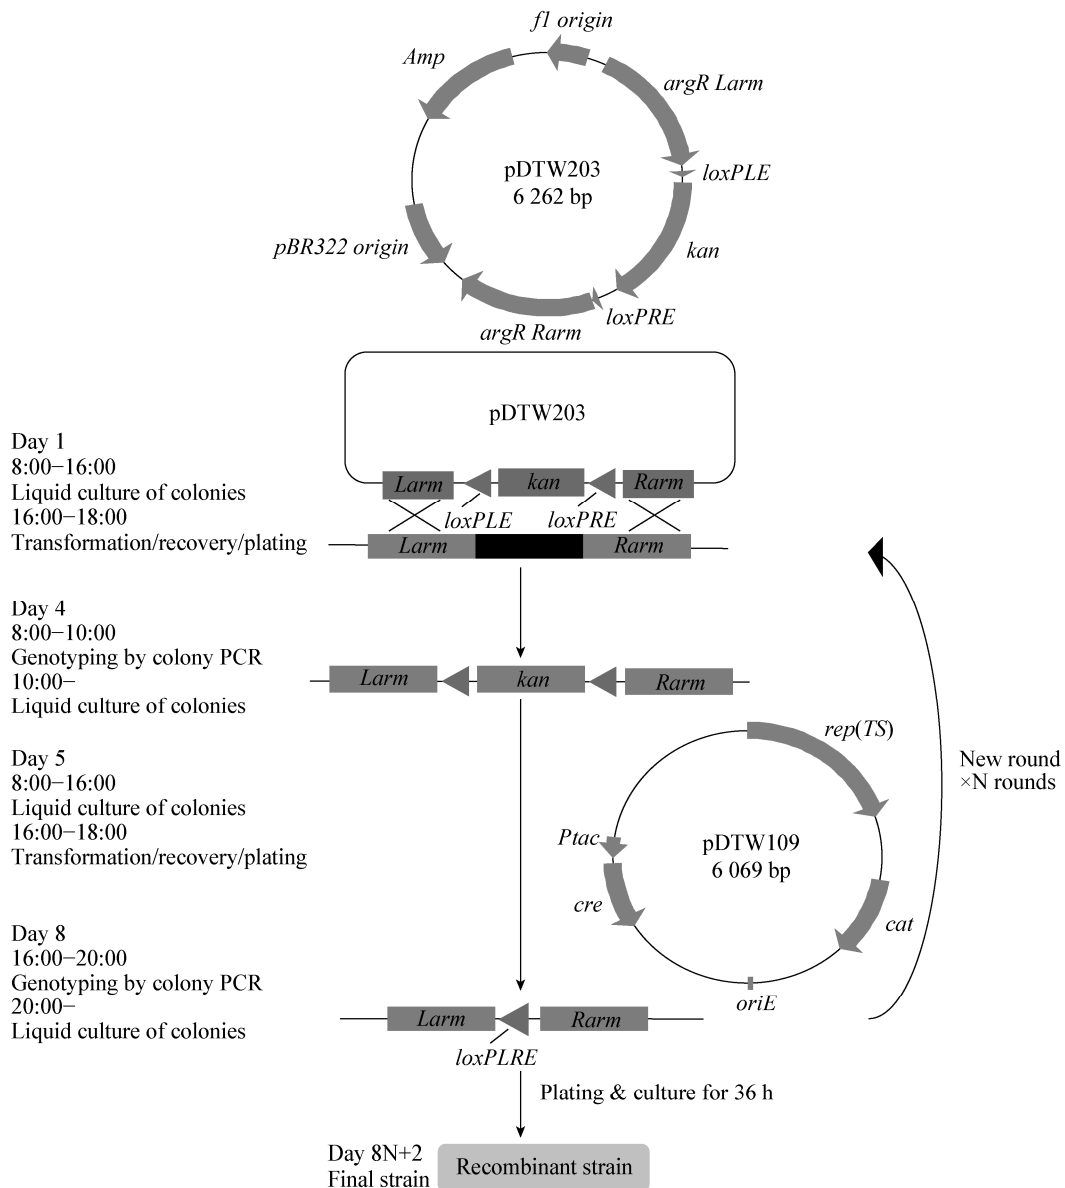 f1 origin
Amp
argR Larm
pDTW203
6 262 bp
loxPLE
kan
pBR322 origin
loxPRE
argR Rarm
pDTW203
Day 1
8:00−16:00
Liquid culture of colonies
16:00−18:00
Transformation/recovery/plating
Larm
kan
Rarm
loxPLE
loxPRE
Larm
Rarm
Day 4
8:00−10:00
Genotyping by colony PCR
10:00−
Liquid culture of colonies
Larm
kan
Rarm
Day 5
8:00−16:00
Liquid culture of colonies
16:00−18:00
Transformation/recovery/plating
rep(TS)
Ptac
pDTW109
6 069 bp
cre
cat
oriE
New round
×N rounds
Day 8
16:00−20:00
Genotyping by colony PCR
20:00−
Liquid culture of colonies
Larm
Rarm
loxPLRE
Plating & culture for 36 h
Day 8N+2
Final strain
Recombinant strain